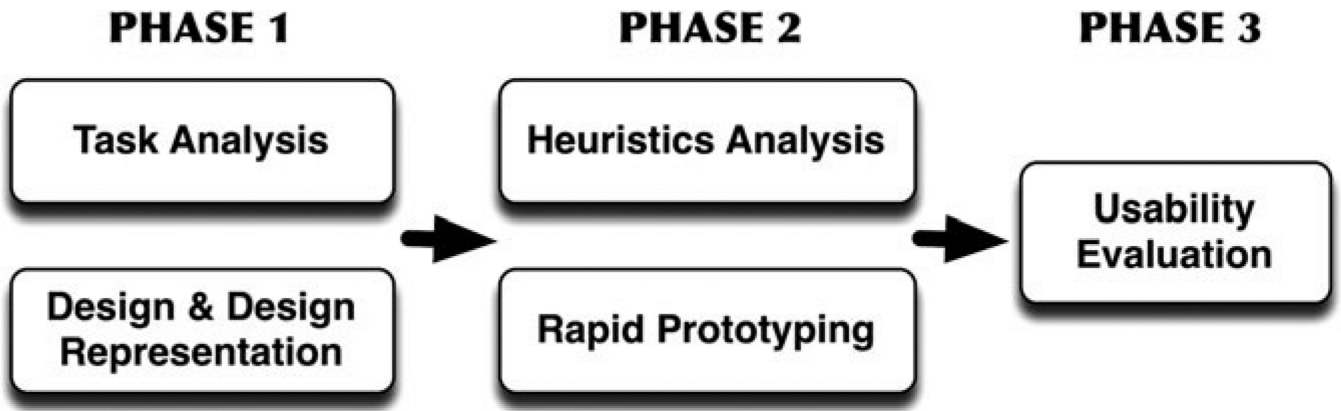 PHASE 1
Task Analysis
Design & Design
Representation
PHASE 2
Heuristics Analysis
Rapid Prototyping
PHASE 3
Usability
Evaluation